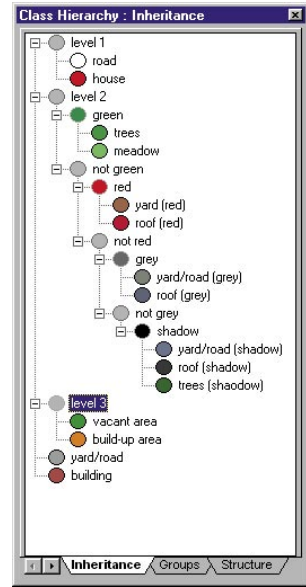 Class Hierarchy : Inheritance
level 1
road
house
level 2
green
trees
meadow
not green
red
yard (red)
roof (red)
not red
grey
yard/road (grey)
roof (grey)
not grey
shadow
yard/road (shadow)
roof (shadow)
trees (shaodow)
level 3
vacant area
build-up area
yard/road
building
Inheritance Groups Structure